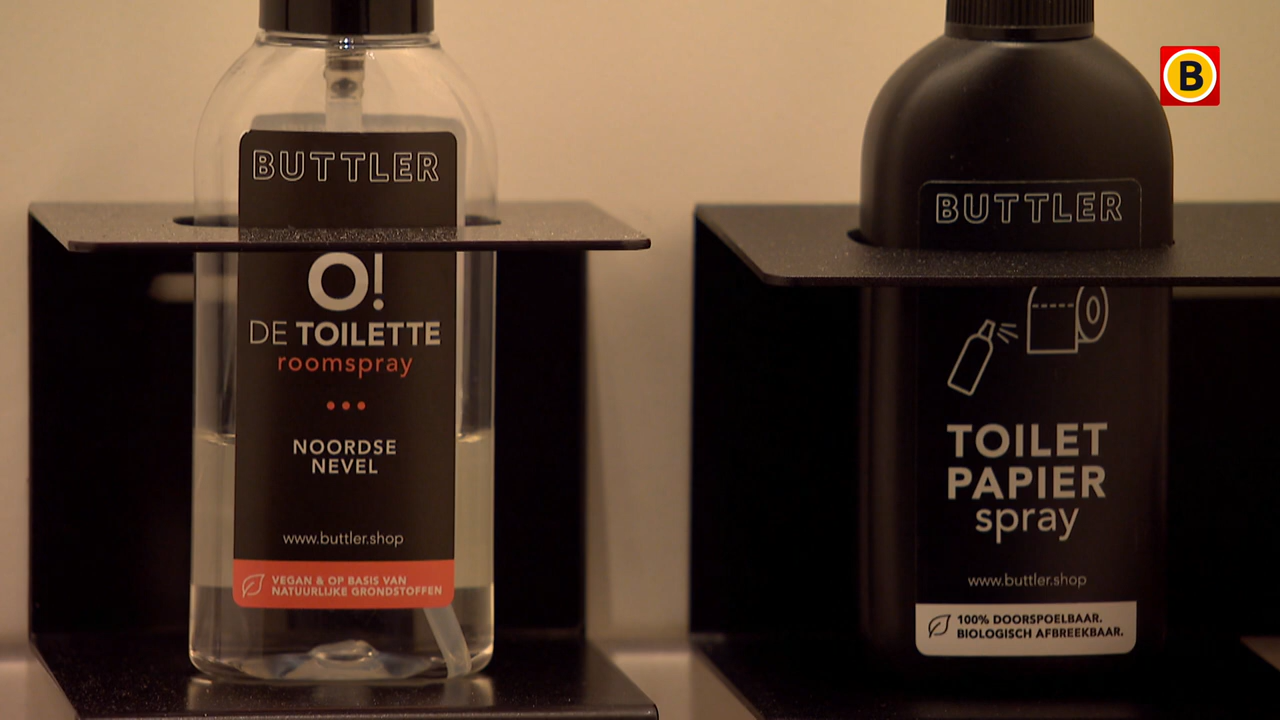 BUTTLER
O!
DE TOILETTE
roomspray
NOORDSE
NEVEL
www.buttler.shop
VEGAN & OP BASIS VAN
NATUURLIJKE GRONDSTOFFEN
BUTTLER
TOILET
PAPIER
spray
www.buttler.shop
100% DOORSPOELBAAR.
BIOLOGISCH AFBREEKBAAR.
B